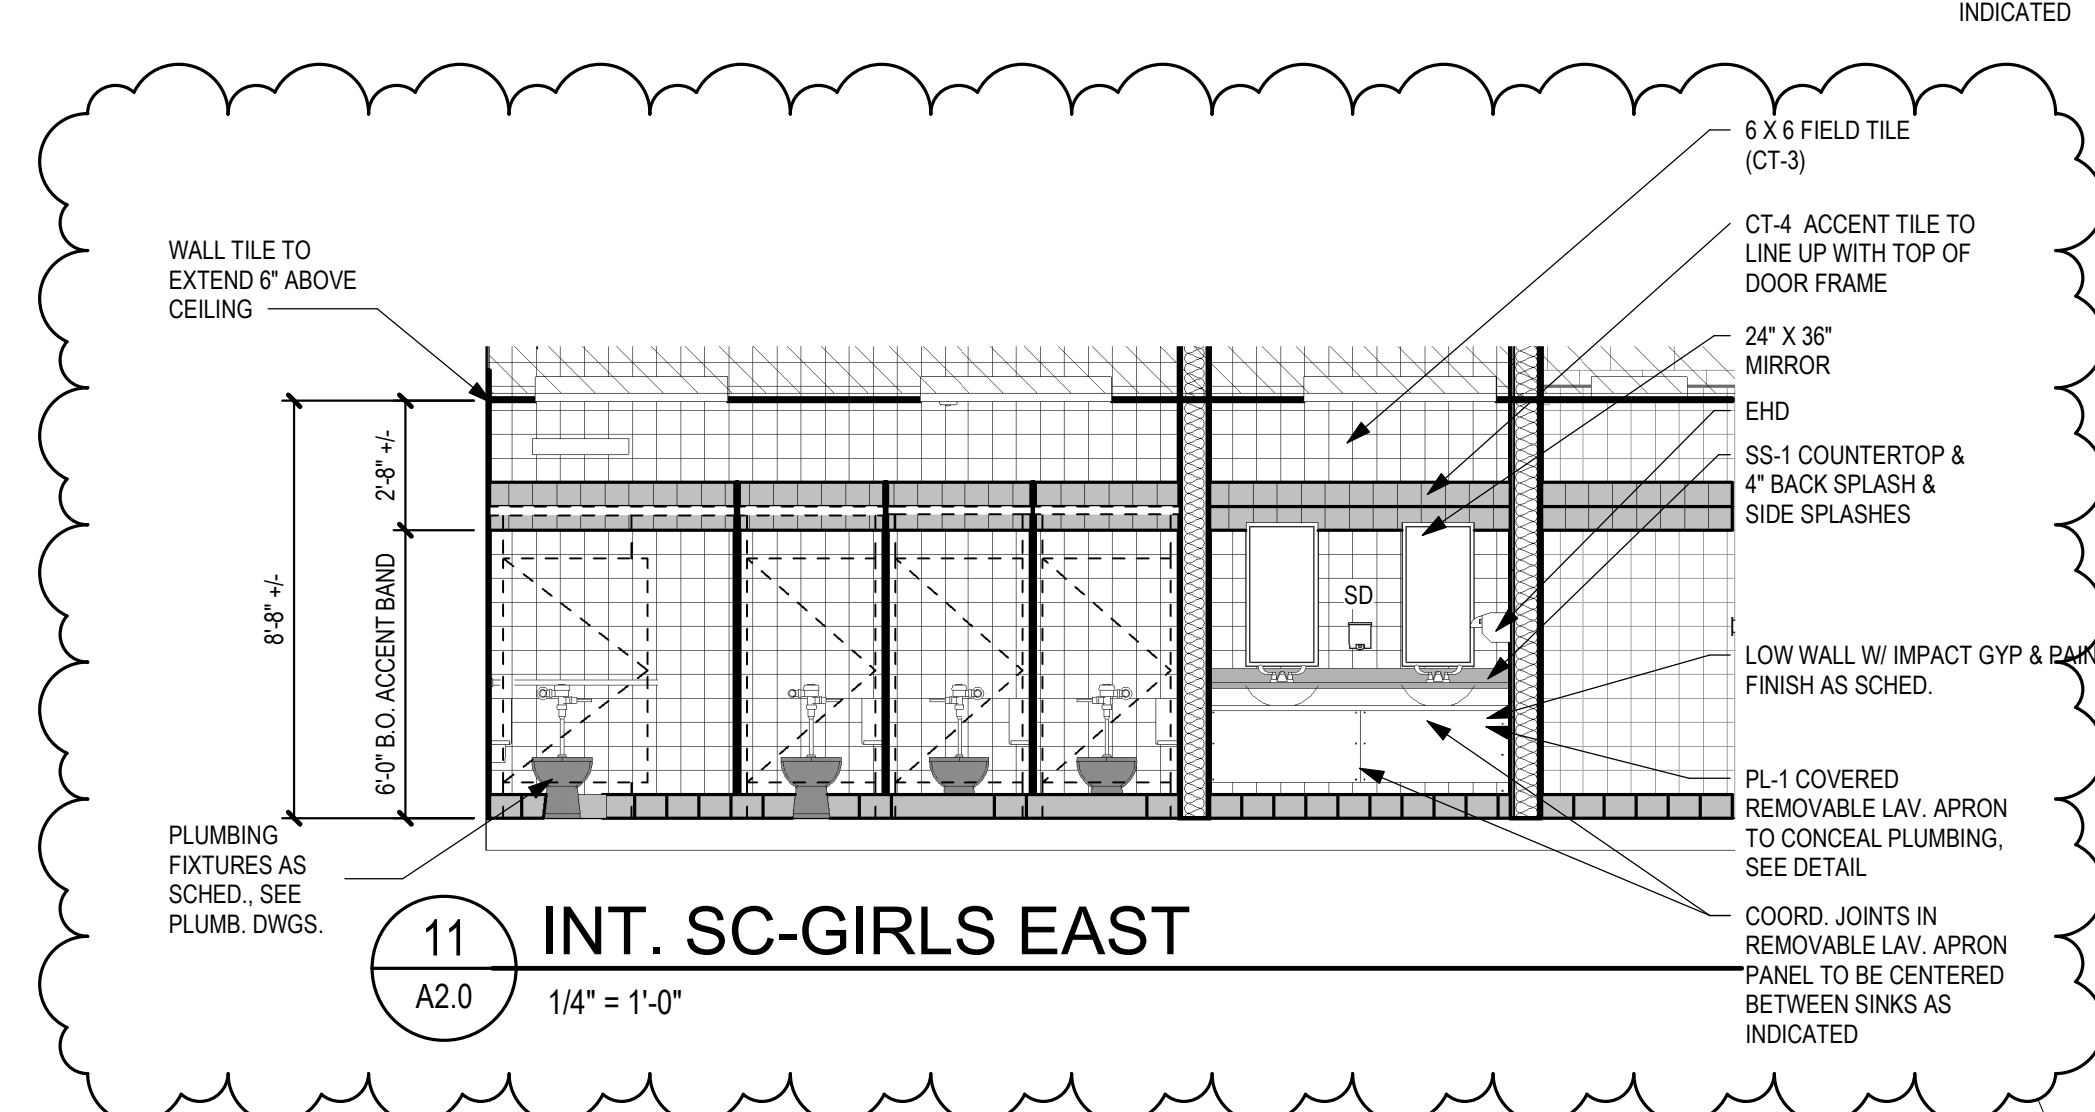 INDICATED
6 X 6 FIELD TILE
(CT-3)
CT-4 ACCENT TILE TO
LINE UP WITH TOP OF
DOOR FRAME
24" X 36"
MIRROR
EHD
SS-1 COUNTERTOP &
4" BACK SPLASH &
SIDE SPLASHES
LOW WALL W/ IMPACT GYP & PAIN
FINISH AS SCHED.
PL-1 COVERED
REMOVABLE LAV. APRON
TO CONCEAL PLUMBING,
SEE DETAIL
COORD. JOINTS IN
REMOVABLE LAV. APRON
PANEL TO BE CENTERED
BETWEEN SINKS AS
INDICATED
WALL TILE TO
EXTEND 6" ABOVE
CEILING
8'-8" +/-
2'-8" +/-
6'-0" B.O. ACCENT BAND
SD
PLUMBING
FIXTURES AS
SCHED., SEE
PLUMB. DWGS.
11
A2.0
INT. SC-GIRLS EAST
1/4" = 1'-0"